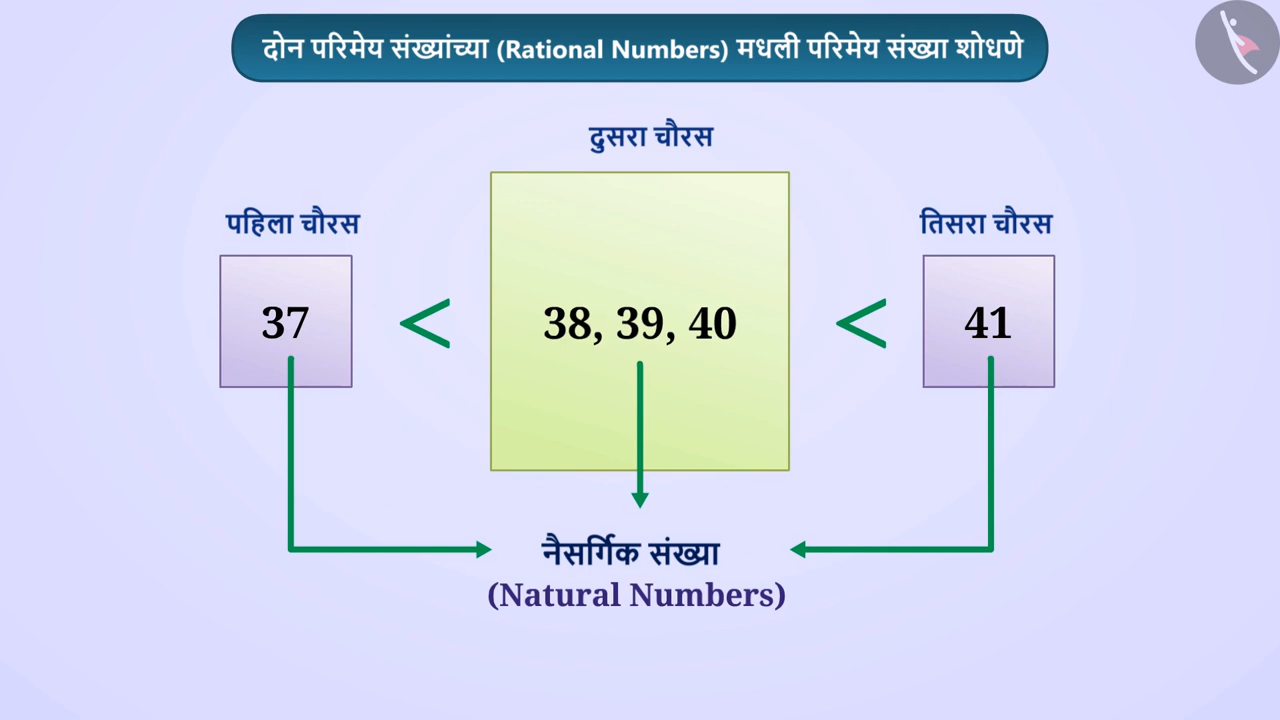 दोन परिमेय संख्यांच्या (Rational Numbers) मधली परिमेय संख्या शोधणे
दुसरा चौरस
पहिला चौरस
तिसरा चौरस
37 < 38, 39, 40 < 41
नैसर्गिक संख्या
(Natural Numbers)